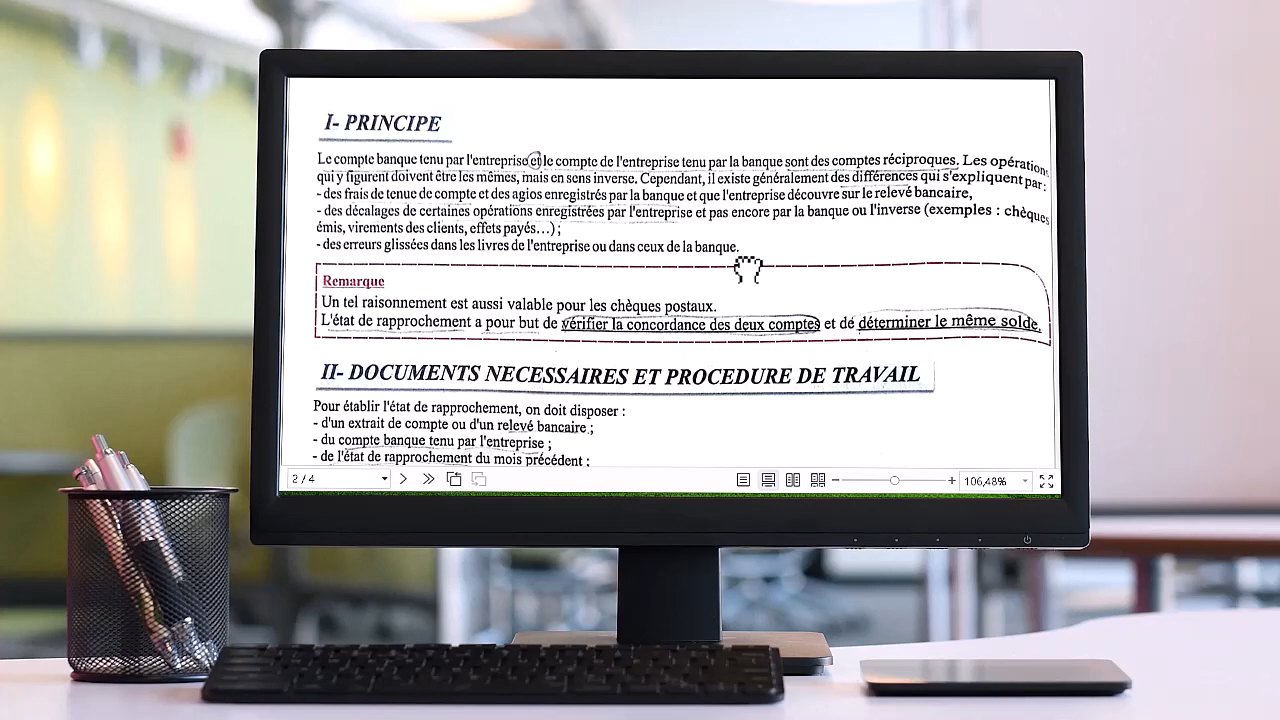 I- PRINCIPE
Le compte banque tenu par l'entreprise et le compte de l'entreprise tenu par la banque sont des comptes réciproques. Les opérations
qui y figurent doivent être les mêmes, mais en sens inverse. Cependant, il existe généralement des différences qui s'expliquent par :
- des frais de tenue de compte et des agios enregistrés par la banque et que l'entreprise découvre sur le relevé bancaire,
- des décalages de certaines opérations enregistrées par l'entreprise et pas encore par la banque ou l'inverse (exemples : chèques
émis, virements des clients, effets payés…) ;
- des erreurs glissées dans les livres de l'entreprise ou dans ceux de la banque.
Remarque
Un tel raisonnement est aussi valable pour les chèques postaux.
L'état de rapprochement a pour but de vérifier la concordance des deux comptes et de déterminer le même solde.
II- DOCUMENTS NECESSAIRES ET PROCEDURE DE TRAVAIL
Pour établir l'état de rapprochement, on doit disposer :
- d'un extrait de compte ou d'un relevé bancaire ;
- du compte banque tenu par l'entreprise ;
- de l'état de rapprochement du mois précédent ;
2 / 4
106,48%